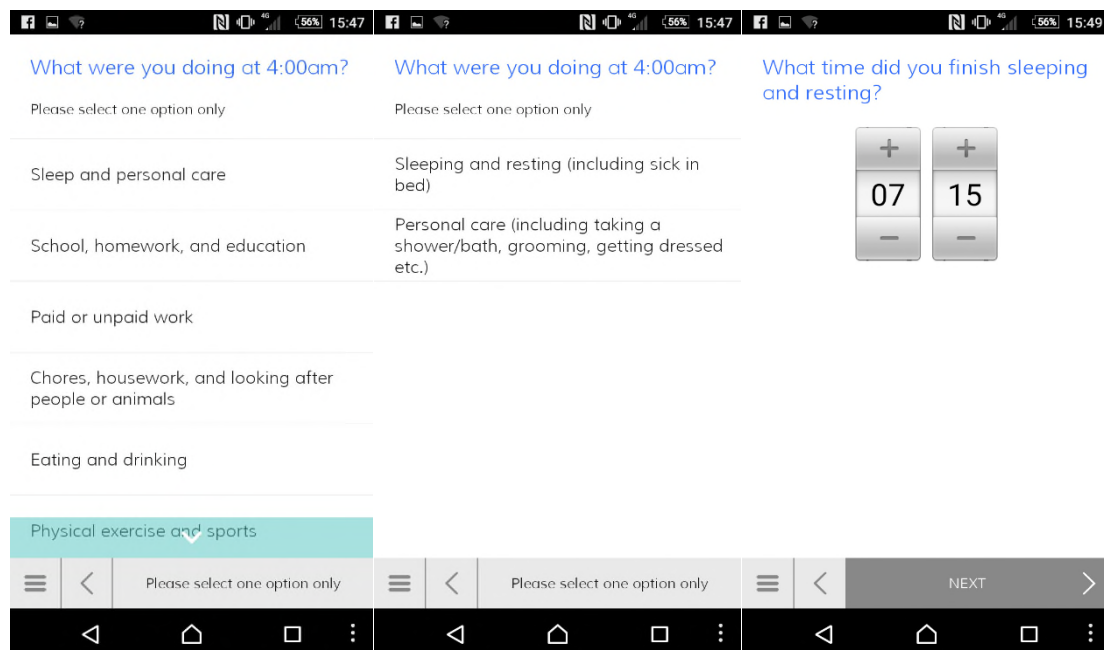 4G 56% 15:47
What were you doing at 4:00am?
Please select one option only
Sleep and personal care
School, homework, and education
Paid or unpaid work
Chores, housework, and looking after
people or animals
Eating and drinking
Physical exercise and sports
Please select one option only
4G 56% 15:47
What were you doing at 4:00am?
Please select one option only
Sleeping and resting (including sick in
bed)
Personal care (including taking a
shower/bath, grooming, getting dressed
etc.)
Please select one option only
4G 56% 15:49
What time did you finish sleeping
and resting?
+ +
07 15
− −
NEXT